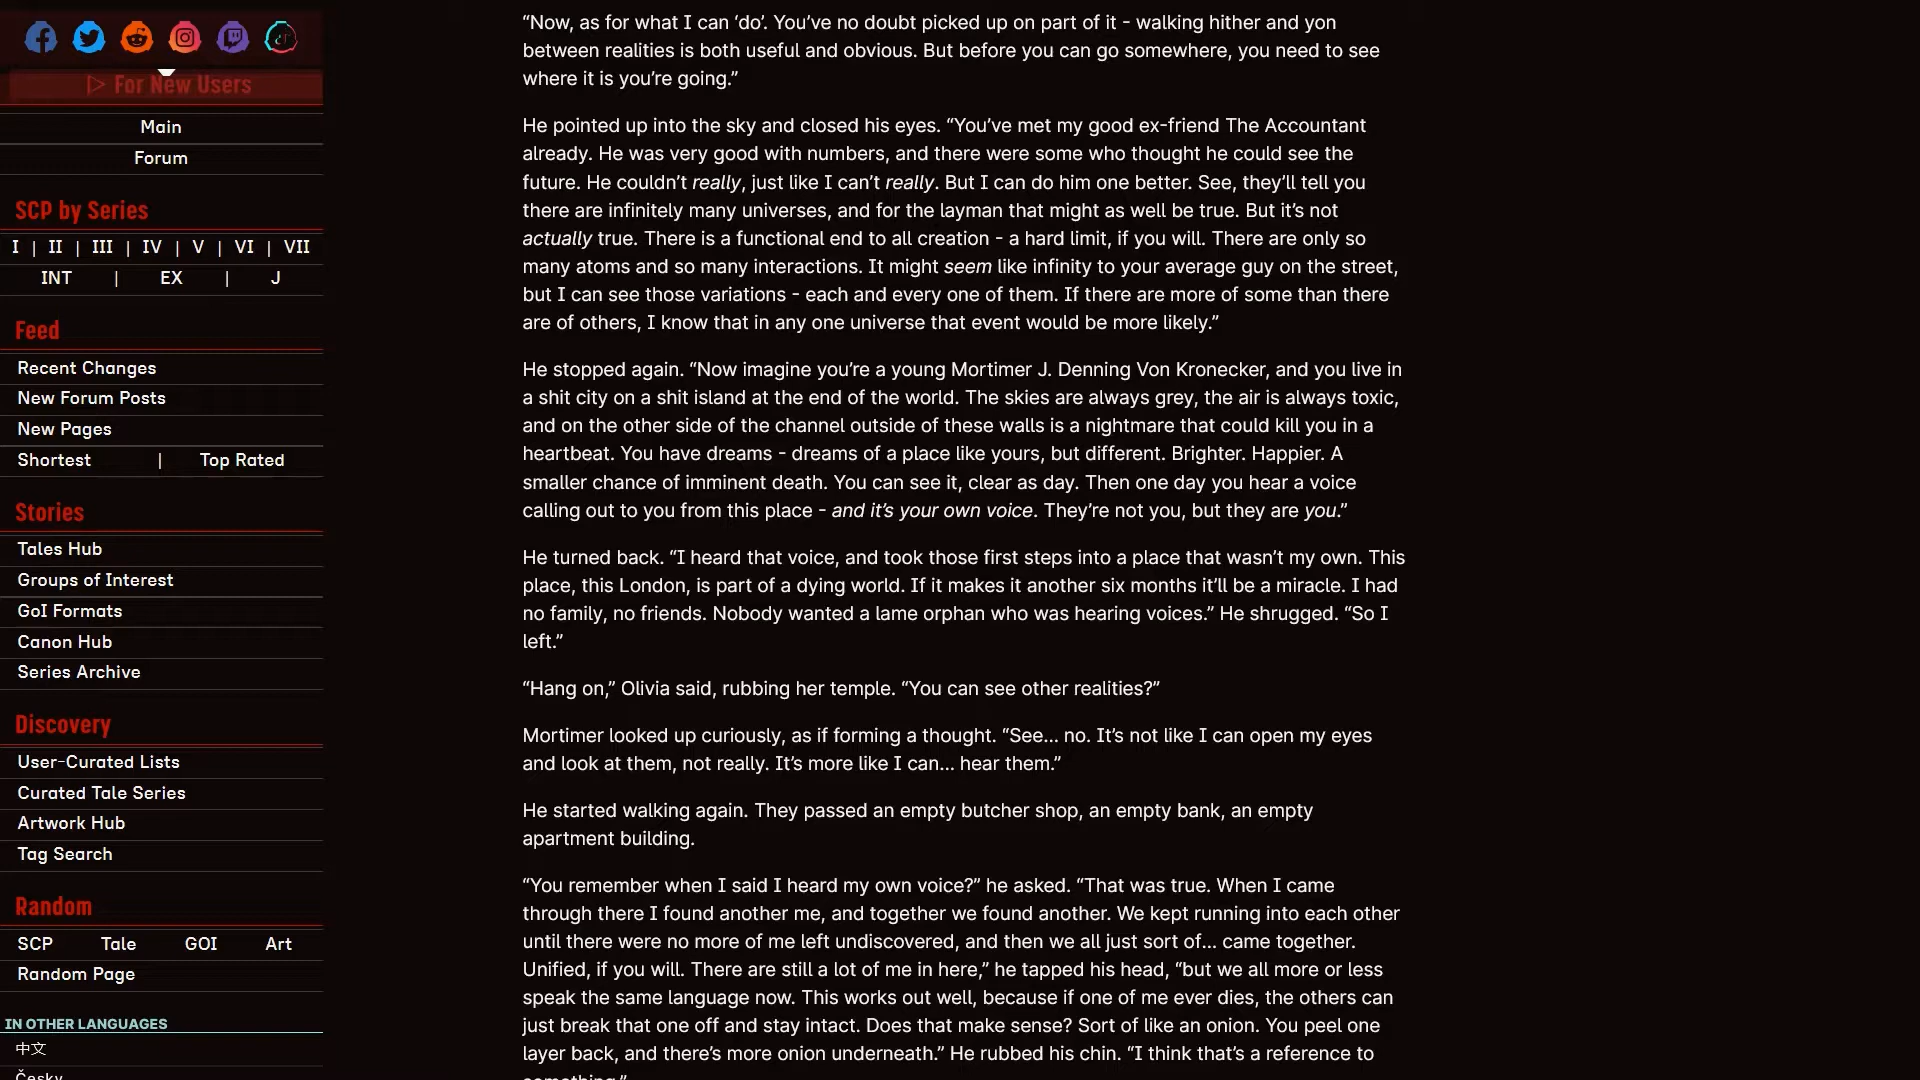 ▷ For New Users
Main
Forum
SCP by Series
I | II | III | IV | V | VI | VII
INT | EX | J
Feed
Recent Changes
New Forum Posts
New Pages
Shortest | Top Rated
Stories
Tales Hub
Groups of Interest
GoI Formats
Canon Hub
Series Archive
Discovery
User-Curated Lists
Curated Tale Series
Artwork Hub
Tag Search
Random
SCP Tale GOI Art
Random Page
IN OTHER LANGUAGES
中文
Česky
“Now, as for what I can ‘do’. You’ve no doubt picked up on part of it - walking hither and yon
between realities is both useful and obvious. But before you can go somewhere, you need to see
where it is you’re going.”
He pointed up into the sky and closed his eyes. “You’ve met my good ex-friend The Accountant
already. He was very good with numbers, and there were some who thought he could see the
future. He couldn’t really, just like I can’t really. But I can do him one better. See, they’ll tell you
there are infinitely many universes, and for the layman that might as well be true. But it’s not
actually true. There is a functional end to all creation - a hard limit, if you will. There are only so
many atoms and so many interactions. It might seem like infinity to your average guy on the street,
but I can see those variations - each and every one of them. If there are more of some than there
are of others, I know that in any one universe that event would be more likely.”
He stopped again. “Now imagine you’re a young Mortimer J. Denning Von Kronecker, and you live in
a shit city on a shit island at the end of the world. The skies are always grey, the air is always toxic,
and on the other side of the channel outside of these walls is a nightmare that could kill you in a
heartbeat. You have dreams - dreams of a place like yours, but different. Brighter. Happier. A
smaller chance of imminent death. You can see it, clear as day. Then one day you hear a voice
calling out to you from this place - and it’s your own voice. They’re not you, but they are you.”
He turned back. “I heard that voice, and took those first steps into a place that wasn’t my own. This
place, this London, is part of a dying world. If it makes it another six months it’ll be a miracle. I had
no family, no friends. Nobody wanted a lame orphan who was hearing voices.” He shrugged. “So I
left.”
“Hang on,” Olivia said, rubbing her temple. “You can see other realities?”
Mortimer looked up curiously, as if forming a thought. “See… no. It’s not like I can open my eyes
and look at them, not really. It’s more like I can… hear them.”
He started walking again. They passed an empty butcher shop, an empty bank, an empty
apartment building.
“You remember when I said I heard my own voice?” he asked. “That was true. When I came
through there I found another me, and together we found another. We kept running into each other
until there were no more of me left undiscovered, and then we all just sort of… came together.
Unified, if you will. There are still a lot of me in here,” he tapped his head, “but we all more or less
speak the same language now. This works out well, because if one of me ever dies, the others can
just break that one off and stay intact. Does that make sense? Sort of like an onion. You peel one
layer back, and there’s more onion underneath.” He rubbed his chin. “I think that’s a reference to
something.”